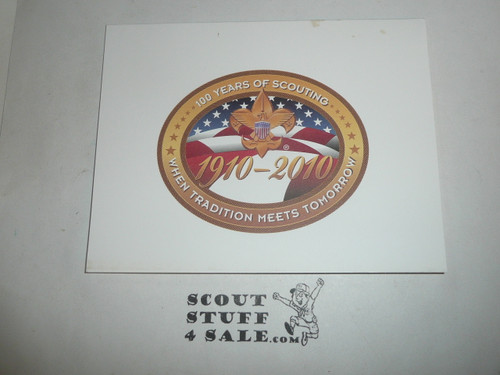 100 YEARS OF SCOUTING
®
1910-2010
WHEN TRADITION MEETS TOMORROW
SCOUT
STUFF
4 SALE.com